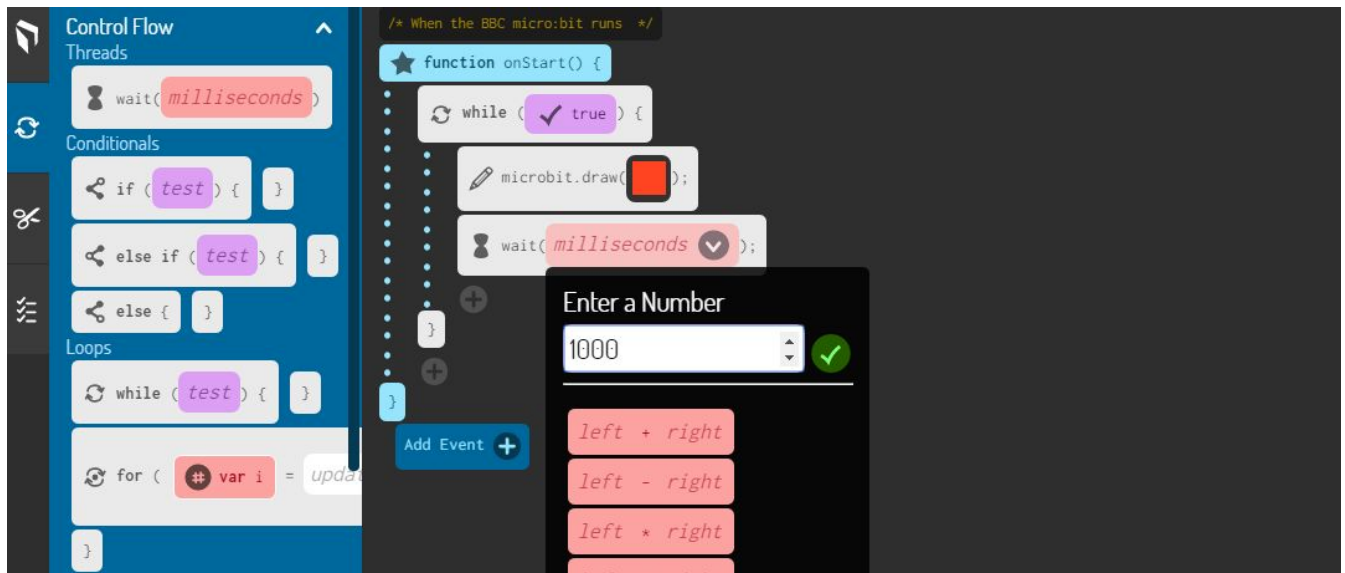 Control Flow
Threads
wait( milliseconds )
Conditionals
if ( test ) { }
else if ( test ) { }
else { }
Loops
while ( test ) { }
for ( # var i = updat
}
/* When the BBC micro:bit runs */
function onStart() {
while ( true ) {
microbit.draw( );
wait( milliseconds );
}
}
Add Event
Enter a Number
1000
left + right
left - right
left * right